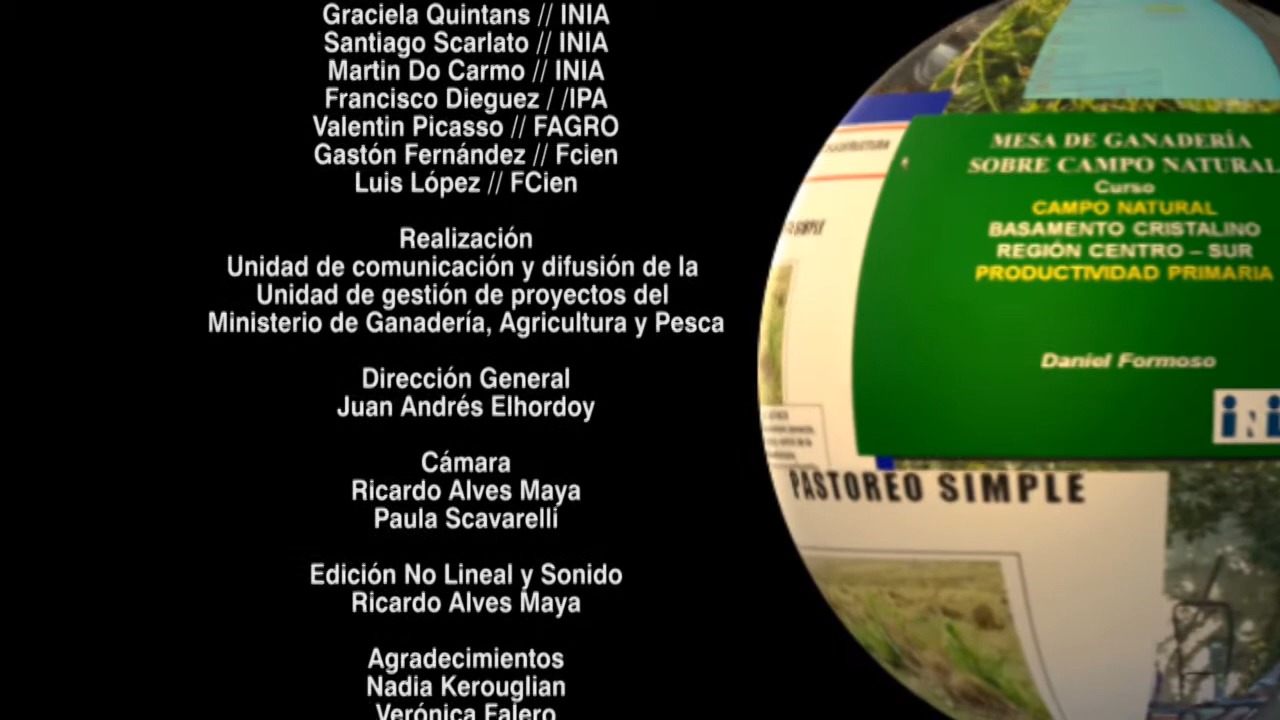 Graciela Quintans // INIA
Santiago Scarlato // INIA
Martin Do Carmo // INIA
Francisco Dieguez / /IPA
Valentin Picasso // FAGRO
Gastón Fernández // Fcien
Luis López // FCien
Realización
Unidad de comunicación y difusión de la
Unidad de gestión de proyectos del
Ministerio de Ganadería, Agricultura y Pesca
Dirección General
Juan Andrés Elhordoy
Cámara
Ricardo Alves Maya
Paula Scavarelli
Edición No Lineal y Sonido
Ricardo Alves Maya
Agradecimientos
Nadia Kerouglian
Verónica Falero
MESA DE GANADERÍA
SOBRE CAMPO NATURAL
Curso
CAMPO NATURAL
BASAMENTO CRISTALINO
REGIÓN CENTRO – SUR
PRODUCTIVIDAD PRIMARIA
Daniel Formoso
INI
SIMPLE
PASTOREO SIMPLE